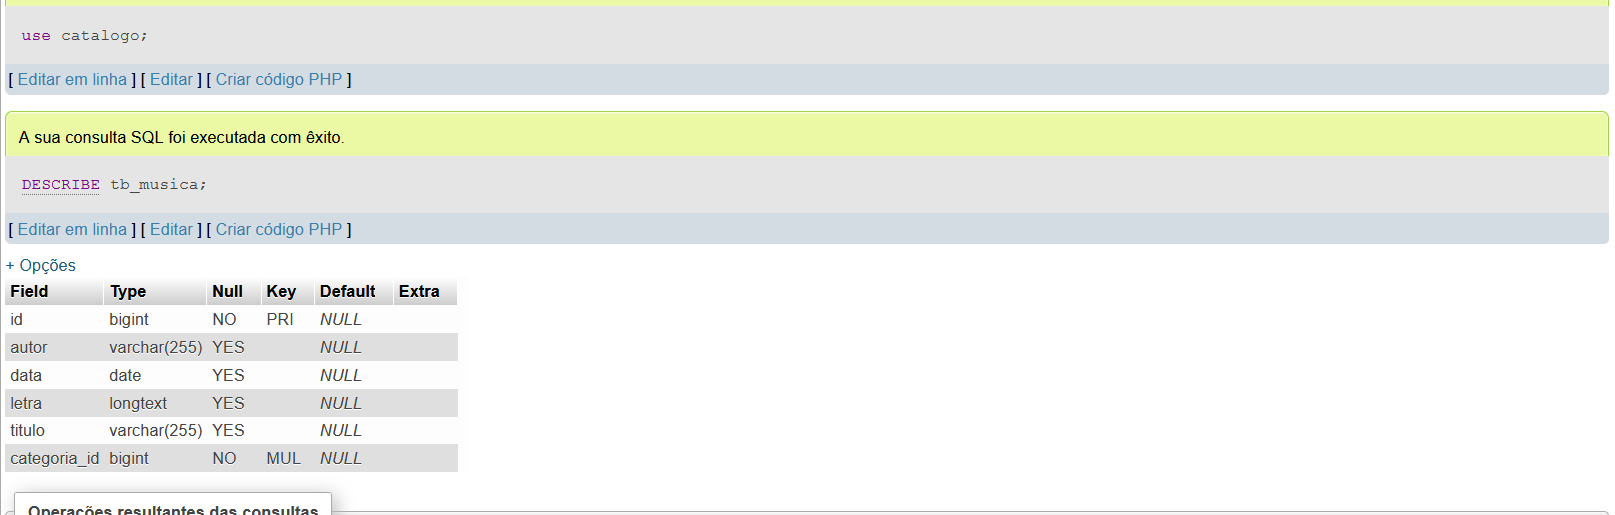 use catalogo;
[ Editar em linha ] [ Editar ] [ Criar código PHP ]
A sua consulta SQL foi executada com êxito.
DESCRIBE tb_musica;
[ Editar em linha ] [ Editar ] [ Criar código PHP ]
+ Opções
Field Type Null Key Default Extra
id bigint NO PRI NULL
autor varchar(255) YES NULL
data date YES NULL
letra longtext YES NULL
titulo varchar(255) YES NULL
categoria_id bigint NO MUL NULL
Operações resultantes das consultas